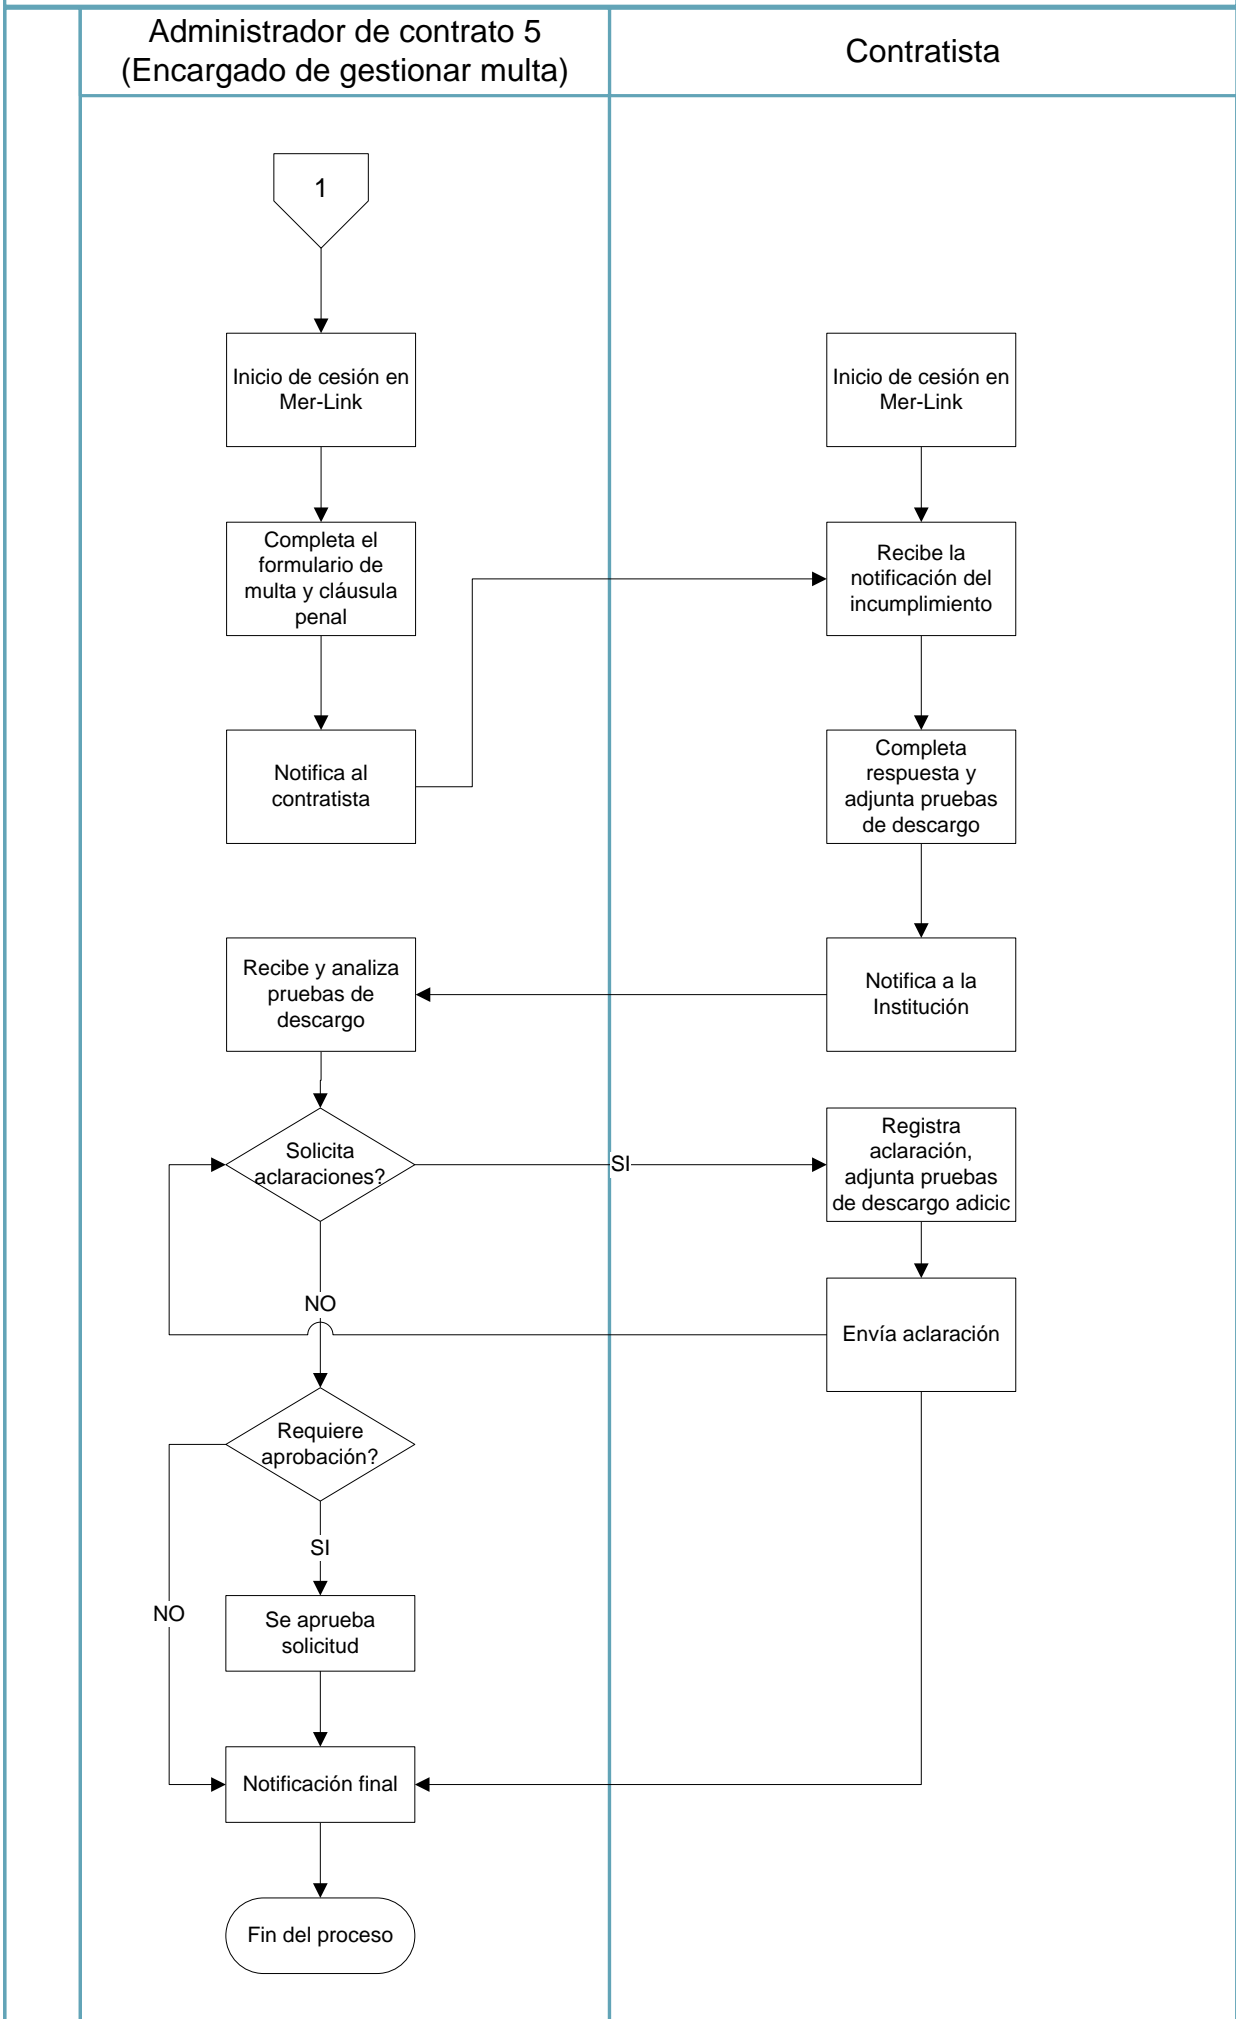 Administrador de contrato 5
(Encargado de gestionar multa)
Contratista
1
Inicio de cesión en
Mer-Link
Inicio de cesión en
Mer-Link
Completa el
formulario de
multa y cláusula
penal
Recibe la
notificación del
incumplimiento
Notifica al
contratista
Completa
respuesta y
adjunta pruebas
de descargo
Recibe y analiza
pruebas de
descargo
Notifica a la
Institución
Solicita
aclaraciones?
SI
Registra
aclaración,
adjunta pruebas
de descargo adicic
NO
Envía aclaración
Requiere
aprobación?
SI
NO
Se aprueba
solicitud
Notificación final
Fin del proceso